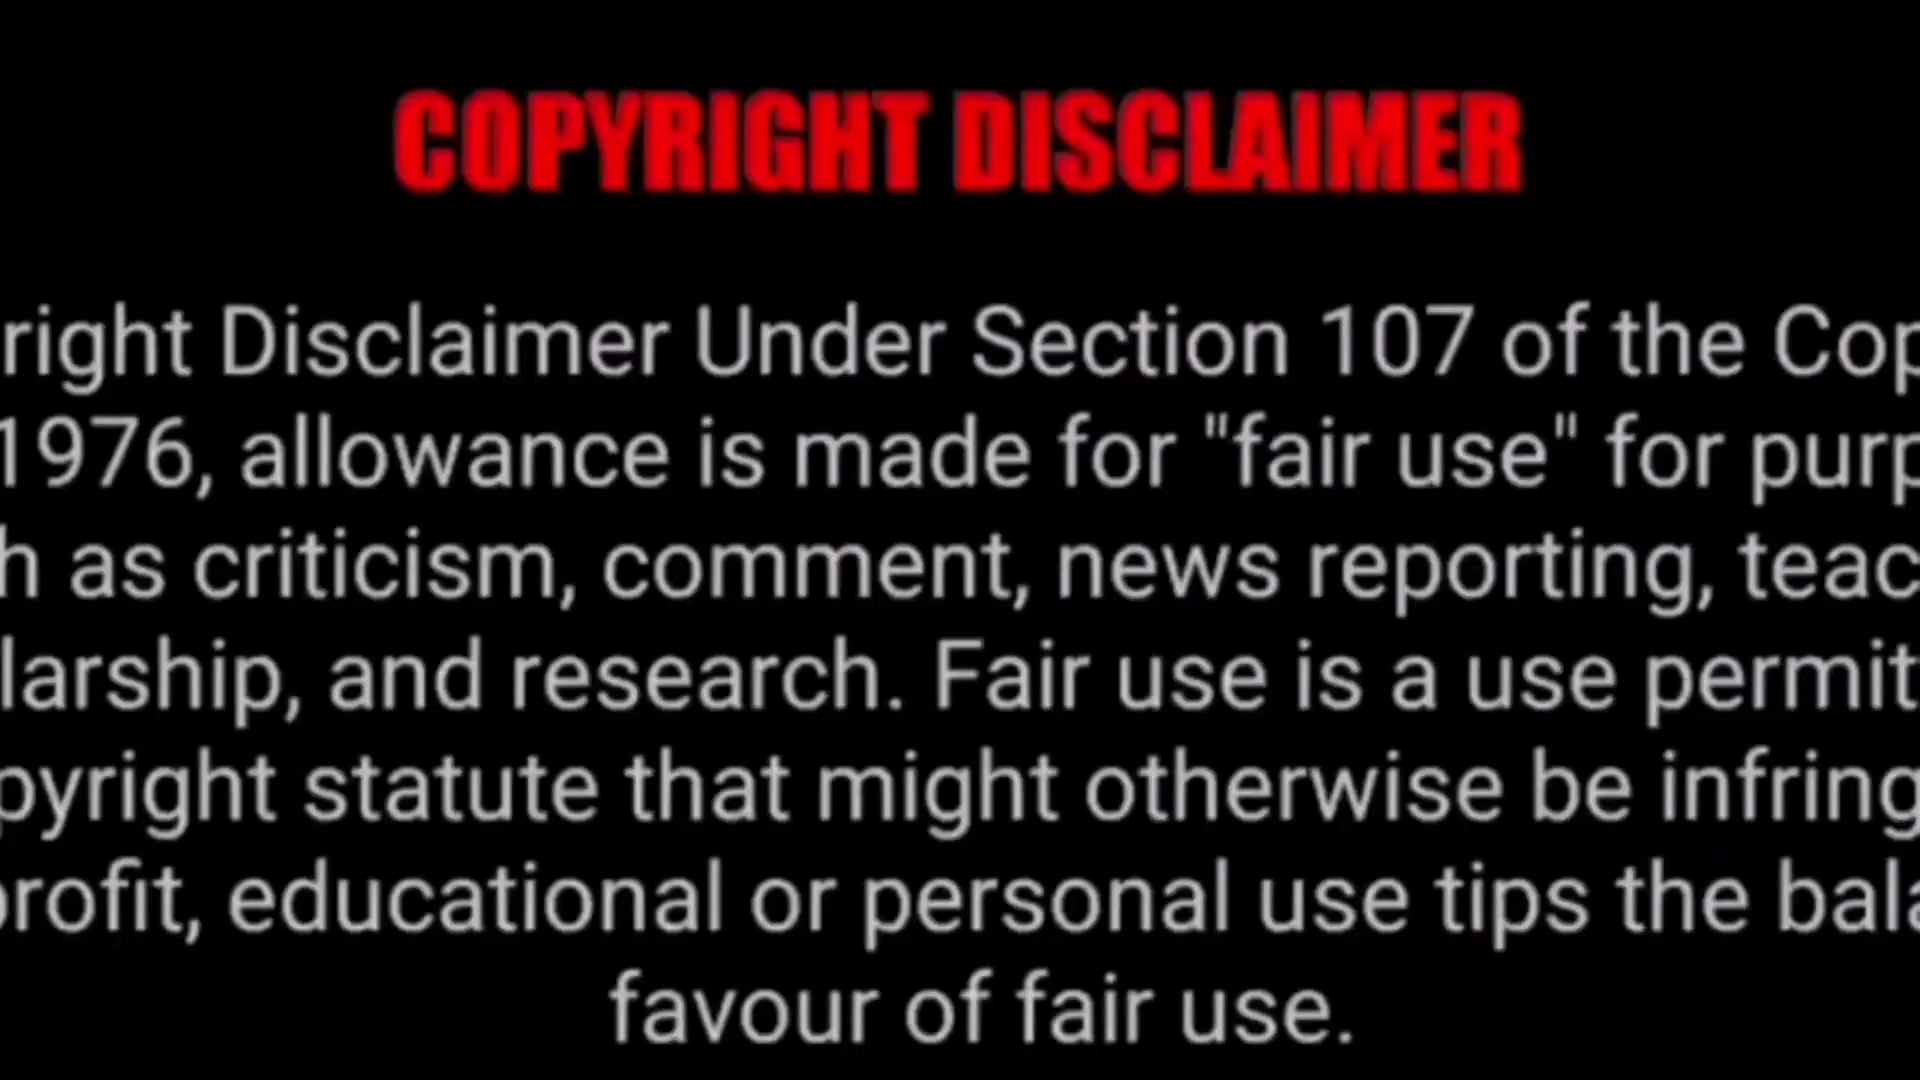 COPYRIGHT DISCLAIMER
right Disclaimer Under Section 107 of the Cop
1976, allowance is made for "fair use" for purp
h as criticism, comment, news reporting, teac
larship, and research. Fair use is a use permit
pyright statute that might otherwise be infring
profit, educational or personal use tips the bala
favour of fair use.